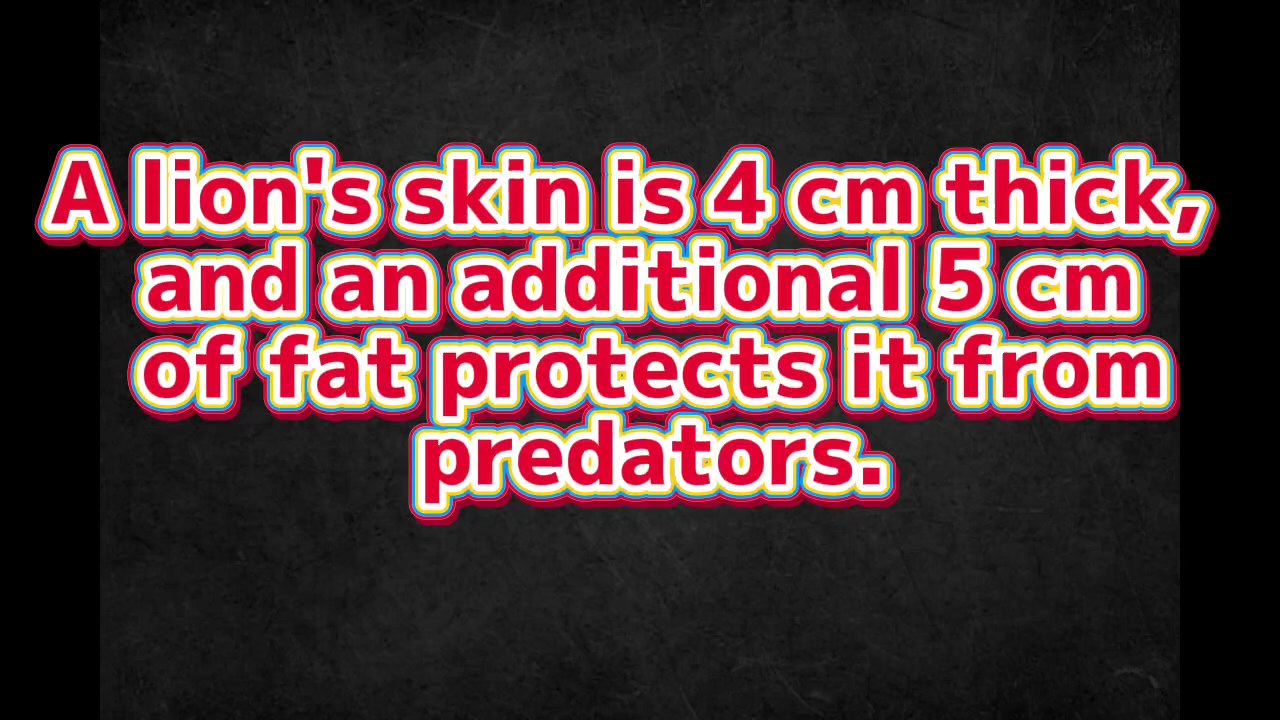 A lion's skin is 4 cm thick,
and an additional 5 cm
of fat protects it from
predators.